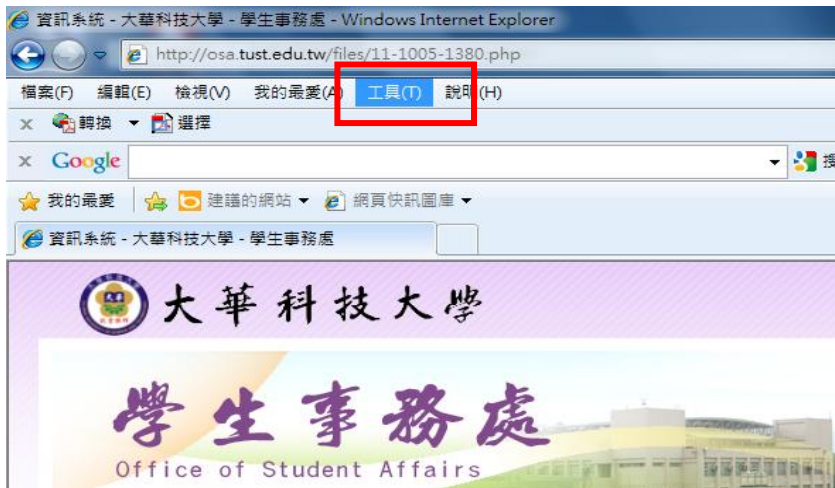 資訊系統 - 大華科技大學 - 學生事務處 - Windows Internet Explorer
http://osa.tust.edu.tw/files/11-1005-1380.php
檔案(F) 編輯(E) 檢視(V) 我的最愛(A) 工具(T) 說明(H)
x 轉換 選擇
x Google 搜
我的最愛 建議的網站 網頁快訊圖庫
資訊系統 - 大華科技大學 - 學生事務處
大華科技大學
學生事務處
Office of Student Affairs